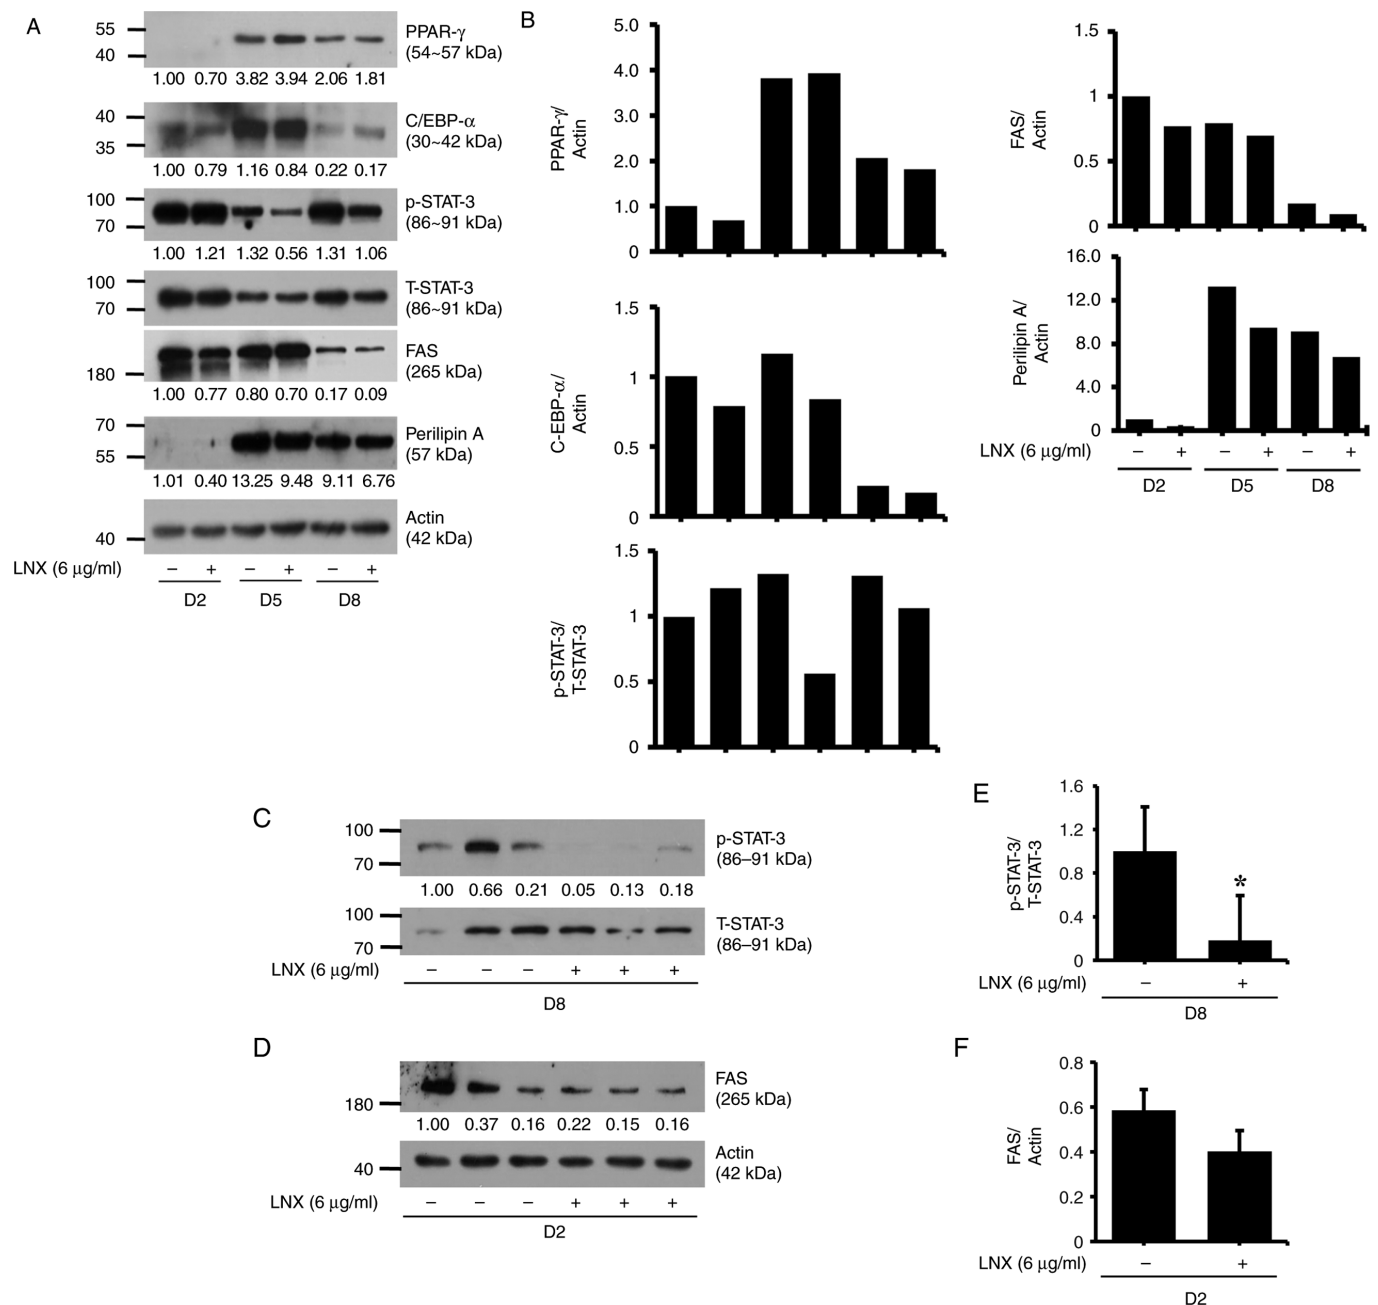 A
55
40
PPAR-γ
(54~57 kDa)
1.00 0.70 3.82 3.94 2.06 1.81
40
35
C/EBP-α
(30~42 kDa)
1.00 0.79 1.16 0.84 0.22 0.17
100
70
p-STAT-3
(86~91 kDa)
1.00 1.21 1.32 0.56 1.31 1.06
100
70
T-STAT-3
(86~91 kDa)
180
FAS
(265 kDa)
1.00 0.77 0.80 0.70 0.17 0.09
70
55
Perilipin A
(57 kDa)
1.01 0.40 13.25 9.48 9.11 6.76
40
Actin
(42 kDa)
LNX (6 μg/ml) − + − + − +
D2 D5 D8
B
5.0
4.0
3.0
2.0
1.0
0
PPAR-γ/
Actin
1.5
1
0.5
0
C-EBP-α/
Actin
1.5
1
0.5
0
p-STAT-3/
T-STAT-3
1.5
1
0.5
0
FAS/
Actin
16.0
12.0
8.0
4.0
0
Perilipin A/
Actin
LNX (6 μg/ml) − + − + − +
D2 D5 D8
C
100
70
p-STAT-3
(86–91 kDa)
1.00 0.66 0.21 0.05 0.13 0.18
100
70
T-STAT-3
(86–91 kDa)
LNX (6 μg/ml) − − − + + +
D8
D
180
FAS
(265 kDa)
1.00 0.37 0.16 0.22 0.15 0.16
40
Actin
(42 kDa)
LNX (6 μg/ml) − − − + + +
D2
E
1.6
1.2
0.8
0.4
0
p-STAT-3/
T-STAT-3
*
LNX (6 μg/ml) − +
D8
F
0.8
0.6
0.4
0.2
0
FAS/
Actin
LNX (6 μg/ml) − +
D2